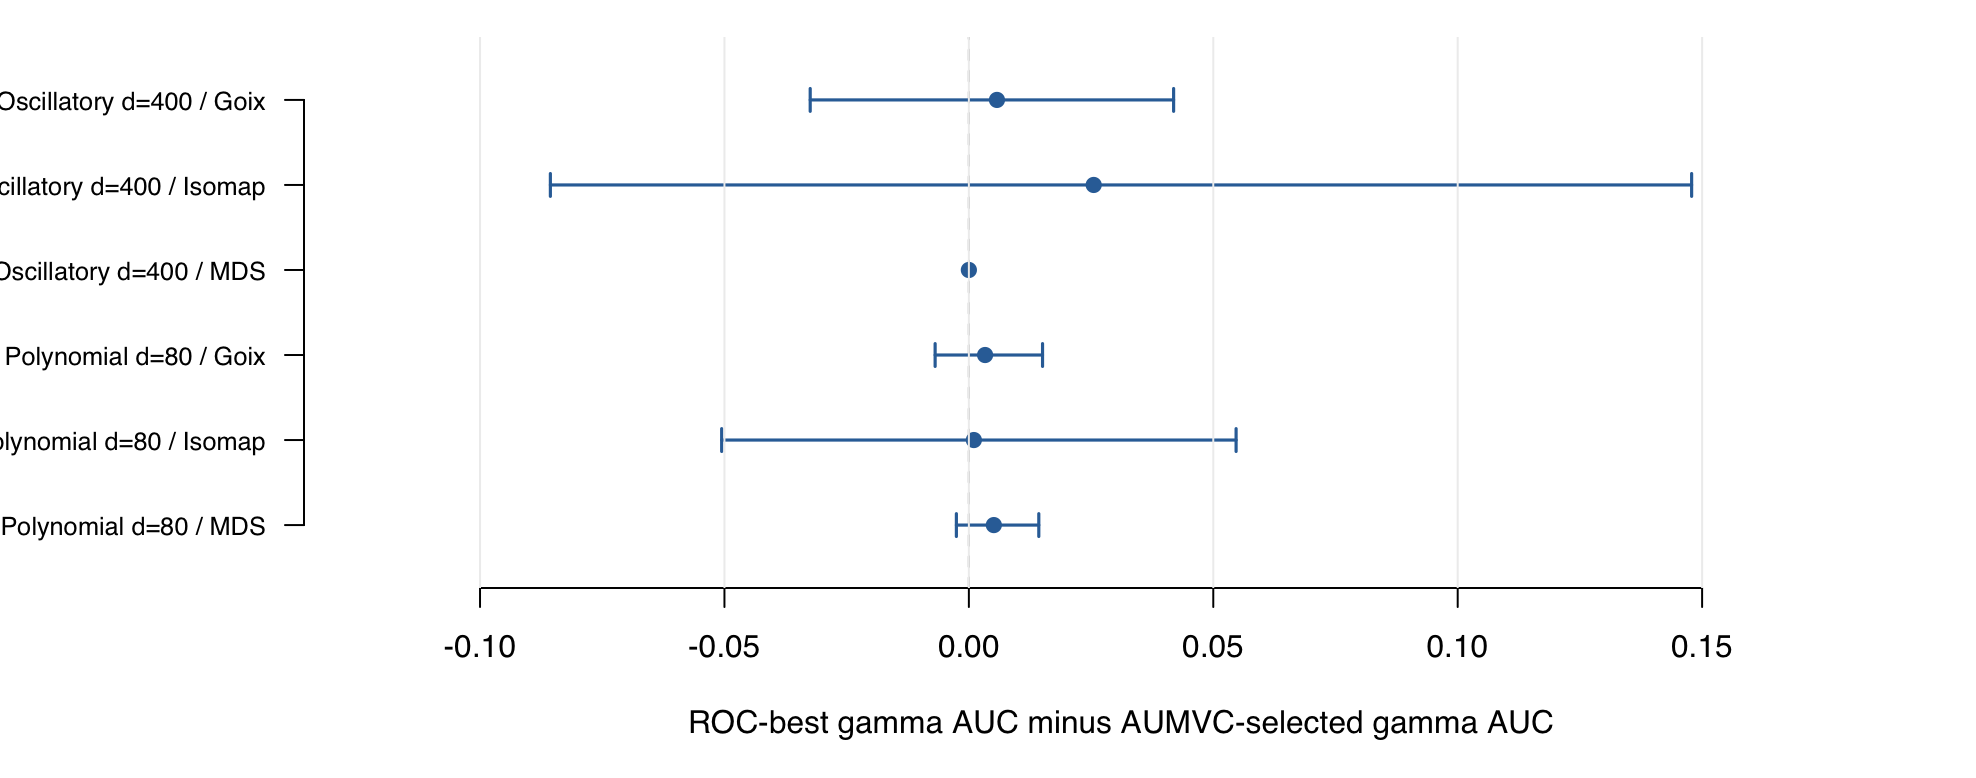 Oscillatory d=400 / Goix
cillatory d=400 / Isomap
Oscillatory d=400 / MDS
Polynomial d=80 / Goix
olynomial d=80 / Isomap
Polynomial d=80 / MDS
-0.10 -0.05 0.00 0.05 0.10 0.15
ROC-best gamma AUC minus AUMVC-selected gamma AUC